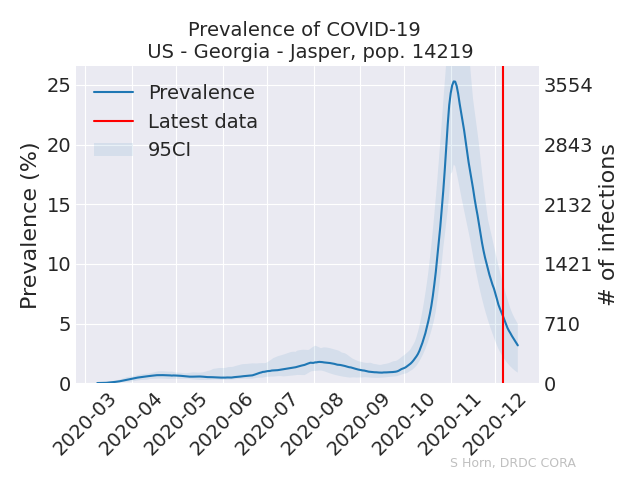 Prevalence of COVID-19
US - Georgia - Jasper, pop. 14219
Prevalence
Latest data
95CI
Prevalence (%)
25
20
15
10
5
0
3554
2843
2132
1421
710
0
# of infections
2020-03
2020-04
2020-05
2020-06
2020-07
2020-08
2020-09
2020-10
2020-11
2020-12
S Horn, DRDC CORA